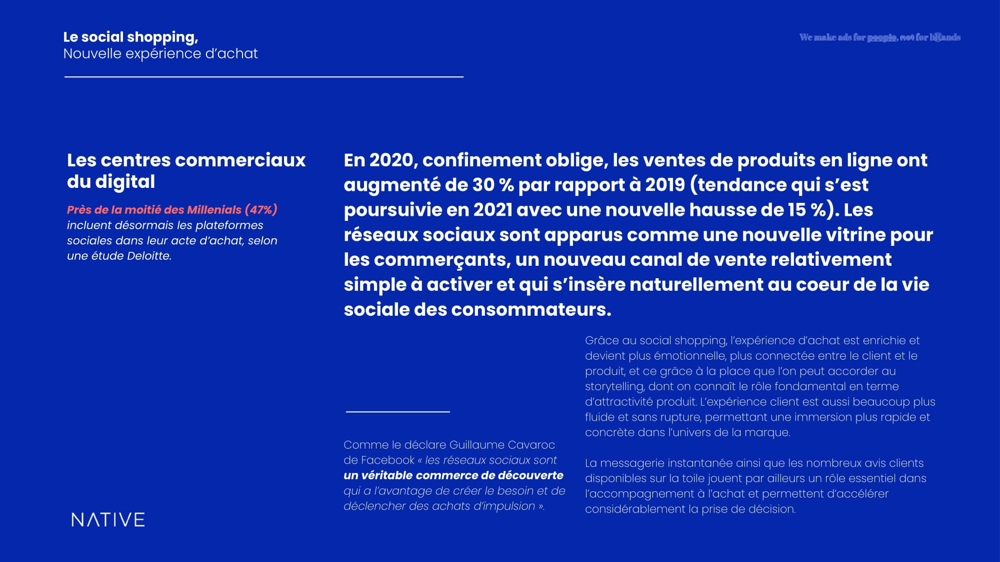 Le social shopping,
Nouvelle expérience d’achat
We make ads for people, not for bRands
Les centres commerciaux
du digital
Près de la moitié des Millenials (47%)
incluent désormais les plateformes
sociales dans leur acte d’achat, selon
une étude Deloitte.
En 2020, confinement oblige, les ventes de produits en ligne ont
augmenté de 30 % par rapport à 2019 (tendance qui s’est
poursuivie en 2021 avec une nouvelle hausse de 15 %). Les
réseaux sociaux sont apparus comme une nouvelle vitrine pour
les commerçants, un nouveau canal de vente relativement
simple à activer et qui s’insère naturellement au coeur de la vie
sociale des consommateurs.
Comme le déclare Guillaume Cavaroc
de Facebook « les réseaux sociaux sont
un véritable commerce de découverte
qui a l’avantage de créer le besoin et de
déclencher des achats d’impulsion ».
Grâce au social shopping, l’expérience d’achat est enrichie et
devient plus émotionnelle, plus connectée entre le client et le
produit, et ce grâce à la place que l’on peut accorder au
storytelling, dont on connaît le rôle fondamental en terme
d’attractivité produit. L’expérience client est aussi beaucoup plus
fluide et sans rupture, permettant une immersion plus rapide et
concrète dans l’univers de la marque.
La messagerie instantanée ainsi que les nombreux avis clients
disponibles sur la toile jouent par ailleurs un rôle essentiel dans
l’accompagnement à l’achat et permettent d’accélérer
considérablement la prise de décision.
NATIVE